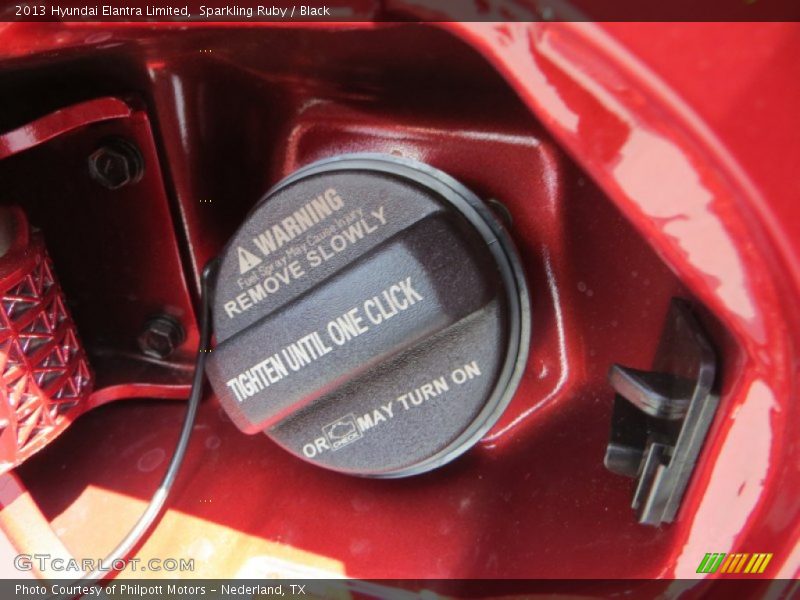 2013 Hyundai Elantra Limited, Sparkling Ruby / Black
WARNING
Fuel Spray May Cause Injury
REMOVE SLOWLY
TIGHTEN UNTIL ONE CLICK
OR CHECK MAY TURN ON
GTCARLOT.COM
Photo Courtesy of Philpott Motors - Nederland, TX